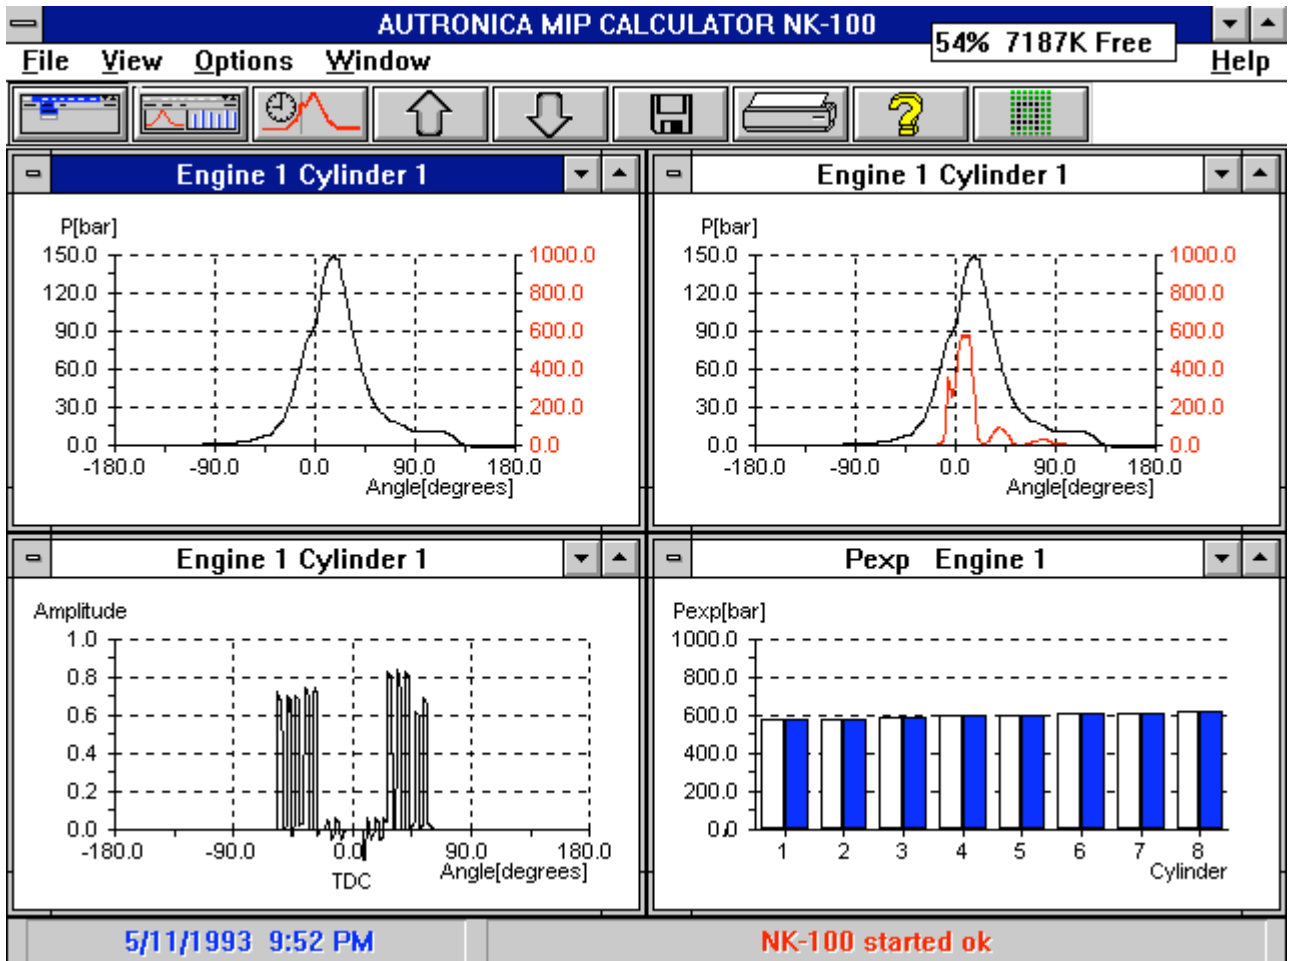 AUTRONICA MIP CALCULATOR NK-100
54% 7187K Free
File View Options Window Help
Engine 1 Cylinder 1
P[bar]
150.0 1000.0
120.0 800.0
90.0 600.0
60.0 400.0
30.0 200.0
0.0 0.0
-180.0 -90.0 0.0 90.0 180.0
Angle[degrees]
Engine 1 Cylinder 1
P[bar]
150.0 1000.0
120.0 800.0
90.0 600.0
60.0 400.0
30.0 200.0
0.0 0.0
-180.0 -90.0 0.0 90.0 180.0
Angle[degrees]
Engine 1 Cylinder 1
Amplitude
1.0
0.8
0.6
0.4
0.2
0.0
-180.0 -90.0 0.0 90.0 180.0
TDC Angle[degrees]
Pexp Engine 1
Pexp[bar]
1000.0
800.0
600.0
400.0
200.0
0.0
1 2 3 4 5 6 7 8
Cylinder
5/11/1993 9:52 PM
NK-100 started ok